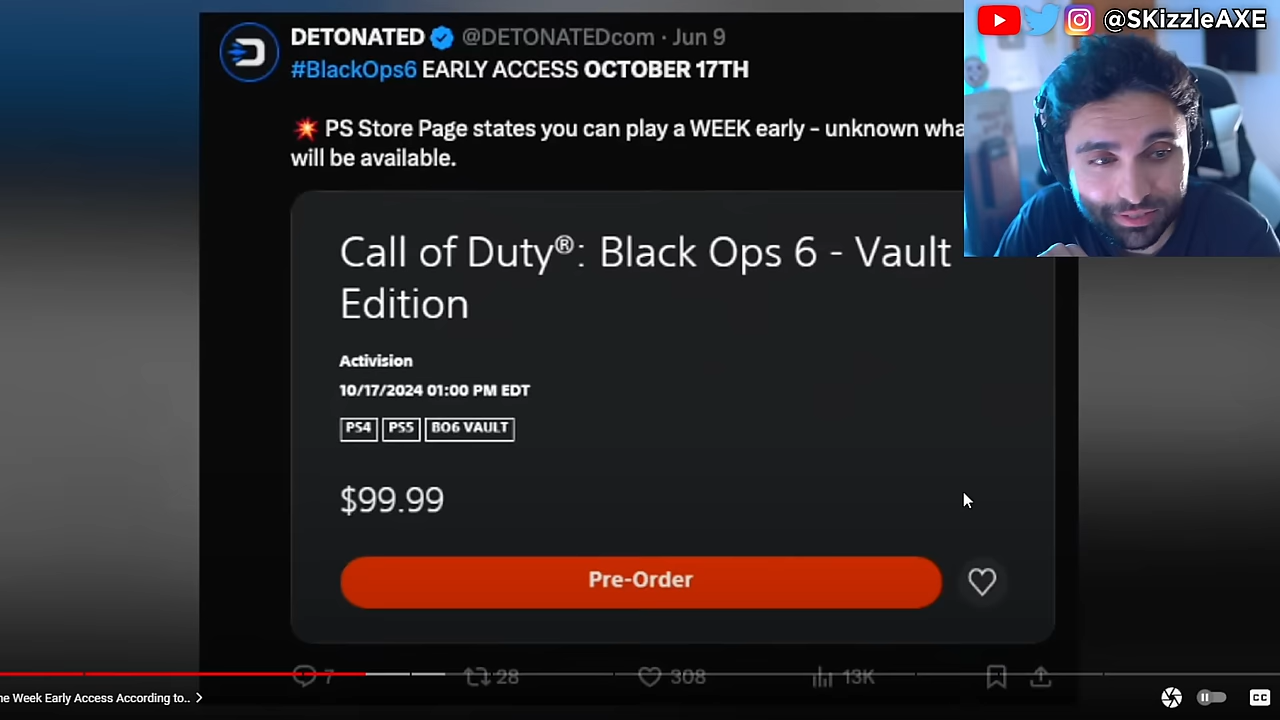 @SKizzleAXE
DETONATED @DETONATEDcom · Jun 9
#BlackOps6 EARLY ACCESS OCTOBER 17TH
PS Store Page states you can play a WEEK early - unknown
will be available.
Call of Duty®: Black Ops 6 - Vault
Edition
Activision
10/17/2024 01:00 PM EDT
PS4 PS5 BO6 VAULT
$99.99
Pre-Order
7 28 308 13K
Week Early Access According to.. >
CC